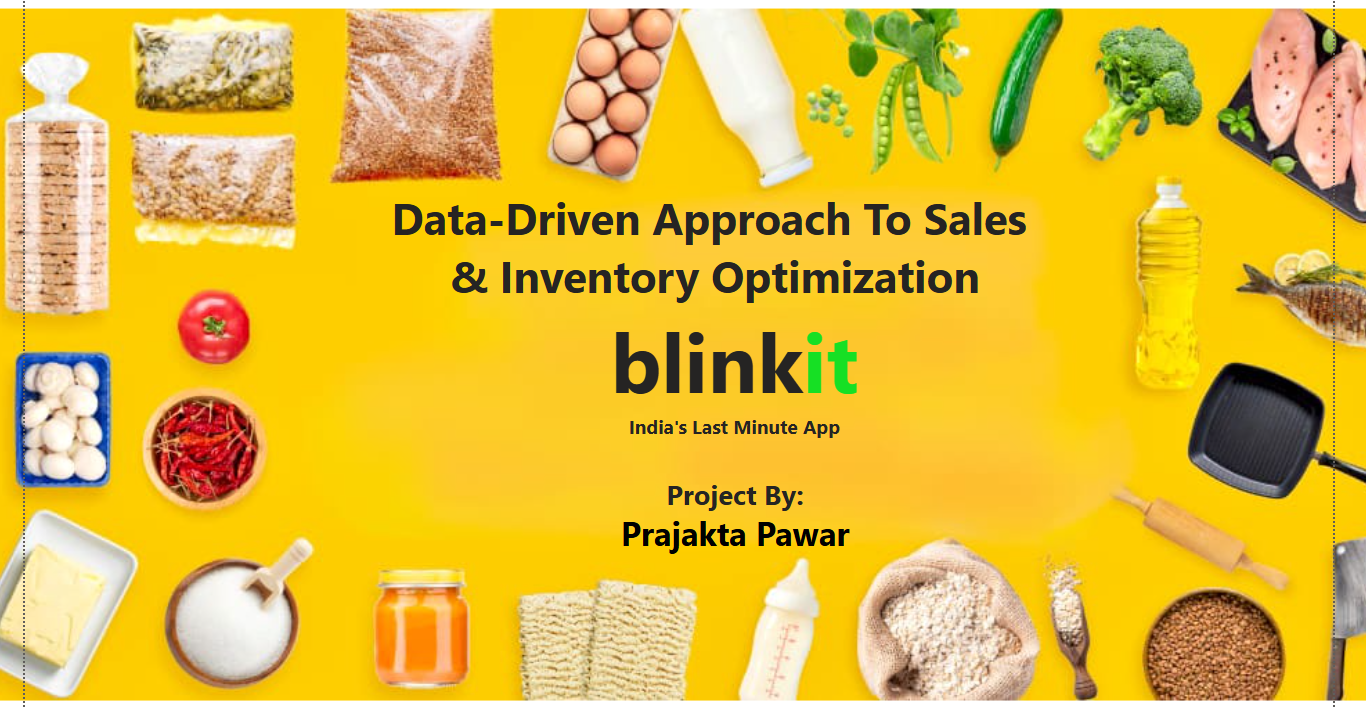 Data-Driven Approach To Sales
& Inventory Optimization
blinkit
India's Last Minute App
Project By:
Prajakta Pawar